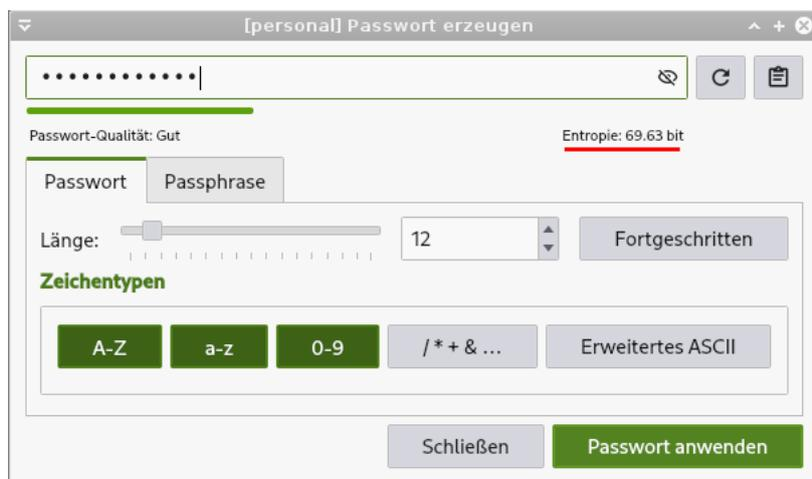 [personal] Passwort erzeugen
••••••••••••
Passwort-Qualität: Gut
Entropie: 69.63 bit
Passwort
Passphrase
Länge:
12
Fortgeschritten
Zeichentypen
A-Z
a-z
0-9
/ * + & ...
Erweitertes ASCII
Schließen
Passwort anwenden